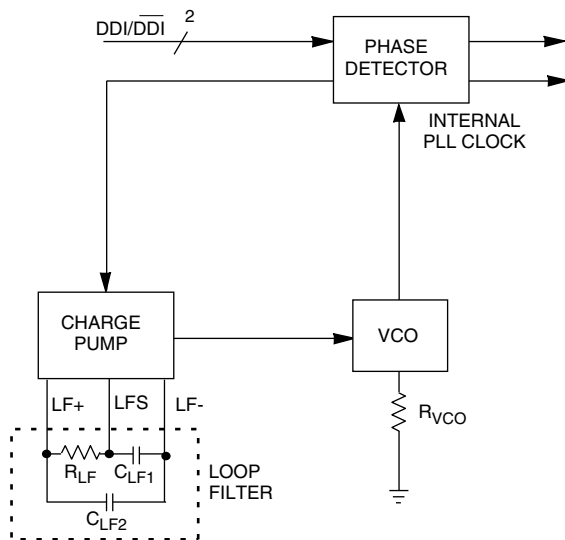 DDI/D̅D̅I̅
2
PHASE
DETECTOR
INTERNAL
PLL CLOCK
CHARGE
PUMP
VCO
LF+ LFS LF-
RVCO
RLF CLF1
CLF2
LOOP
FILTER